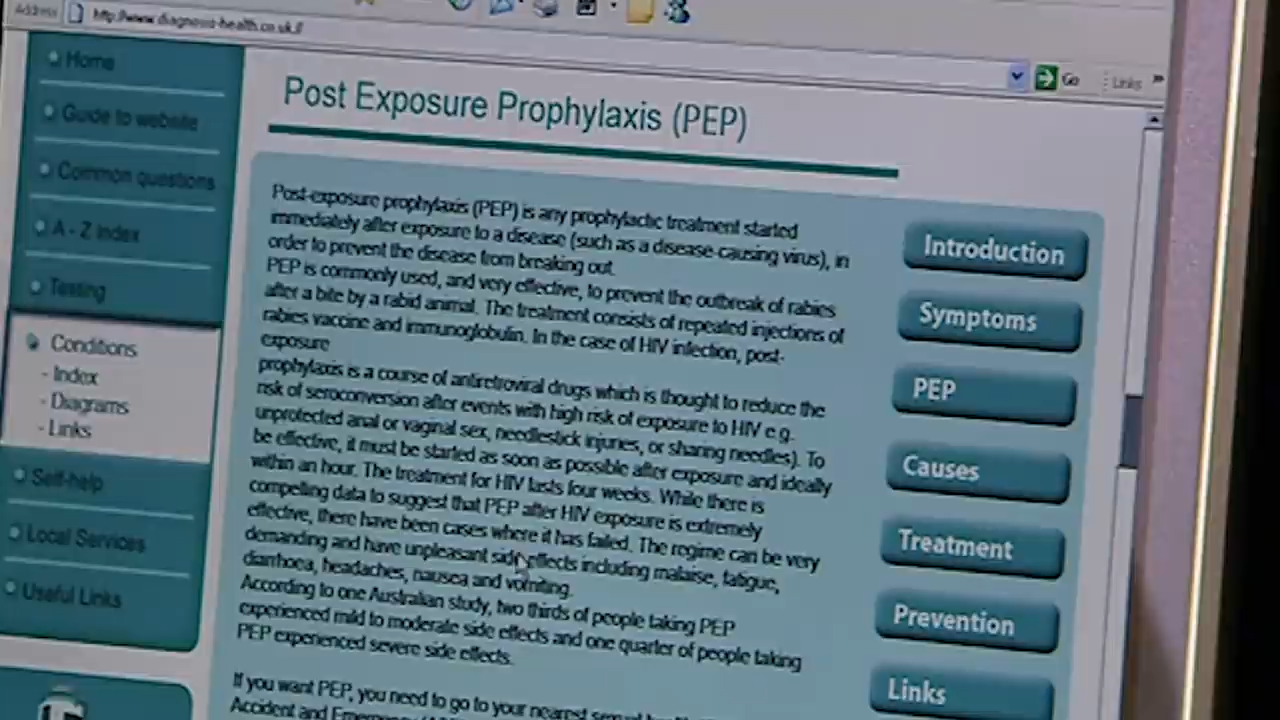 Address http://www.diagnosis-health.co.uk//
Go
Links
Home
Guide to website
Common questions
A - Z Index
Testing
Conditions
- Index
- Diagrams
- Links
Self-help
Local Services
Useful Links
Post Exposure Prophylaxis (PEP)
Post-exposure prophylaxis (PEP) is any prophylactic treatment started
immediately after exposure to a disease (such as a disease-causing virus), in
order to prevent the disease from breaking out.
PEP is commonly used, and very effective, to prevent the outbreak of rabies
after a bite by a rabid animal. The treatment consists of repeated injections of
rabies vaccine and immunoglobulin. In the case of HIV infection, post-
exposure
prophylaxis is a course of antiretroviral drugs which is thought to reduce the
risk of seroconversion after events with high risk of exposure to HIV e.g.
unprotected anal or vaginal sex, needlestick injuries, or sharing needles). To
be effective, it must be started as soon as possible after exposure and ideally
within an hour. The treatment for HIV lasts four weeks. While there is
compelling data to suggest that PEP after HIV exposure is extremely
effective, there have been cases where it has failed. The regime can be very
demanding and have unpleasant side effects including malaise, fatigue,
diarrhoea, headaches, nausea and vomiting.
According to one Australian study, two thirds of people taking PEP
experienced mild to moderate side effects and one quarter of people taking
PEP experienced severe side effects.
If you want PEP, you need to go to your nearest sexual
Accident and Emergency
Introduction
Symptoms
PEP
Causes
Treatment
Prevention
Links